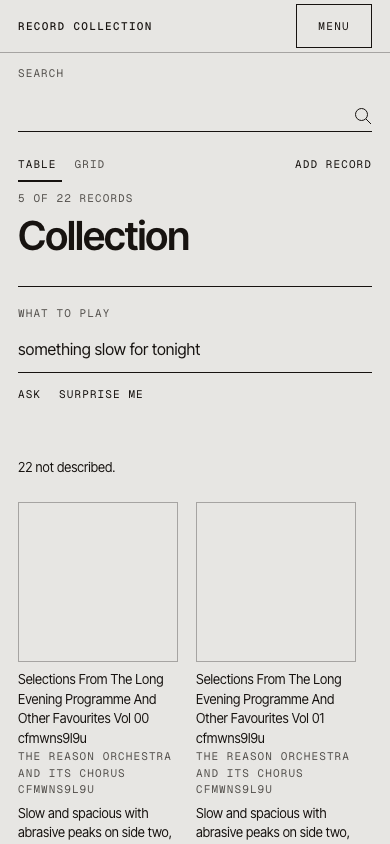 RECORD COLLECTION
MENU
SEARCH
TABLE GRID ADD RECORD
5 OF 22 RECORDS
Collection
WHAT TO PLAY
something slow for tonight
ASK SURPRISE ME
22 not described.
Selections From The Long
Evening Programme And
Other Favourites Vol 00
cfmwns9l9u
THE REASON ORCHESTRA
AND ITS CHORUS
CFMWNS9L9U
Slow and spacious with
abrasive peaks on side two,
Selections From The Long
Evening Programme And
Other Favourites Vol 01
cfmwns9l9u
THE REASON ORCHESTRA
AND ITS CHORUS
CFMWNS9L9U
Slow and spacious with
abrasive peaks on side two,